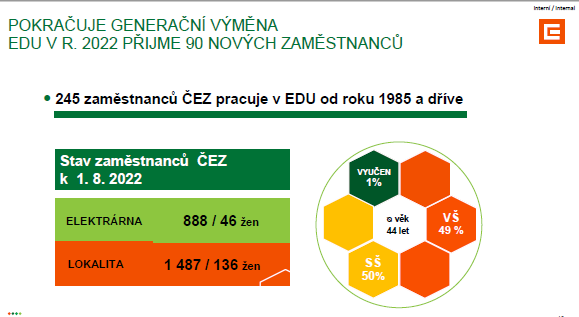 interní / internal
POKRAČUJE GENERAČNÍ VÝMĚNA
EDU V R. 2022 PŘIJME 90 NOVÝCH ZAMĚSTNANCŮ
• 245 zaměstnanců ČEZ pracuje v EDU od roku 1985 a dříve
Stav zaměstnanců ČEZ
k 1. 8. 2022
ELEKTRÁRNA 888 / 46 žen
LOKALITA 1 487 / 136 žen
VYUČEN
1%
VŠ
49 %
SŠ
50%
věk
44 let